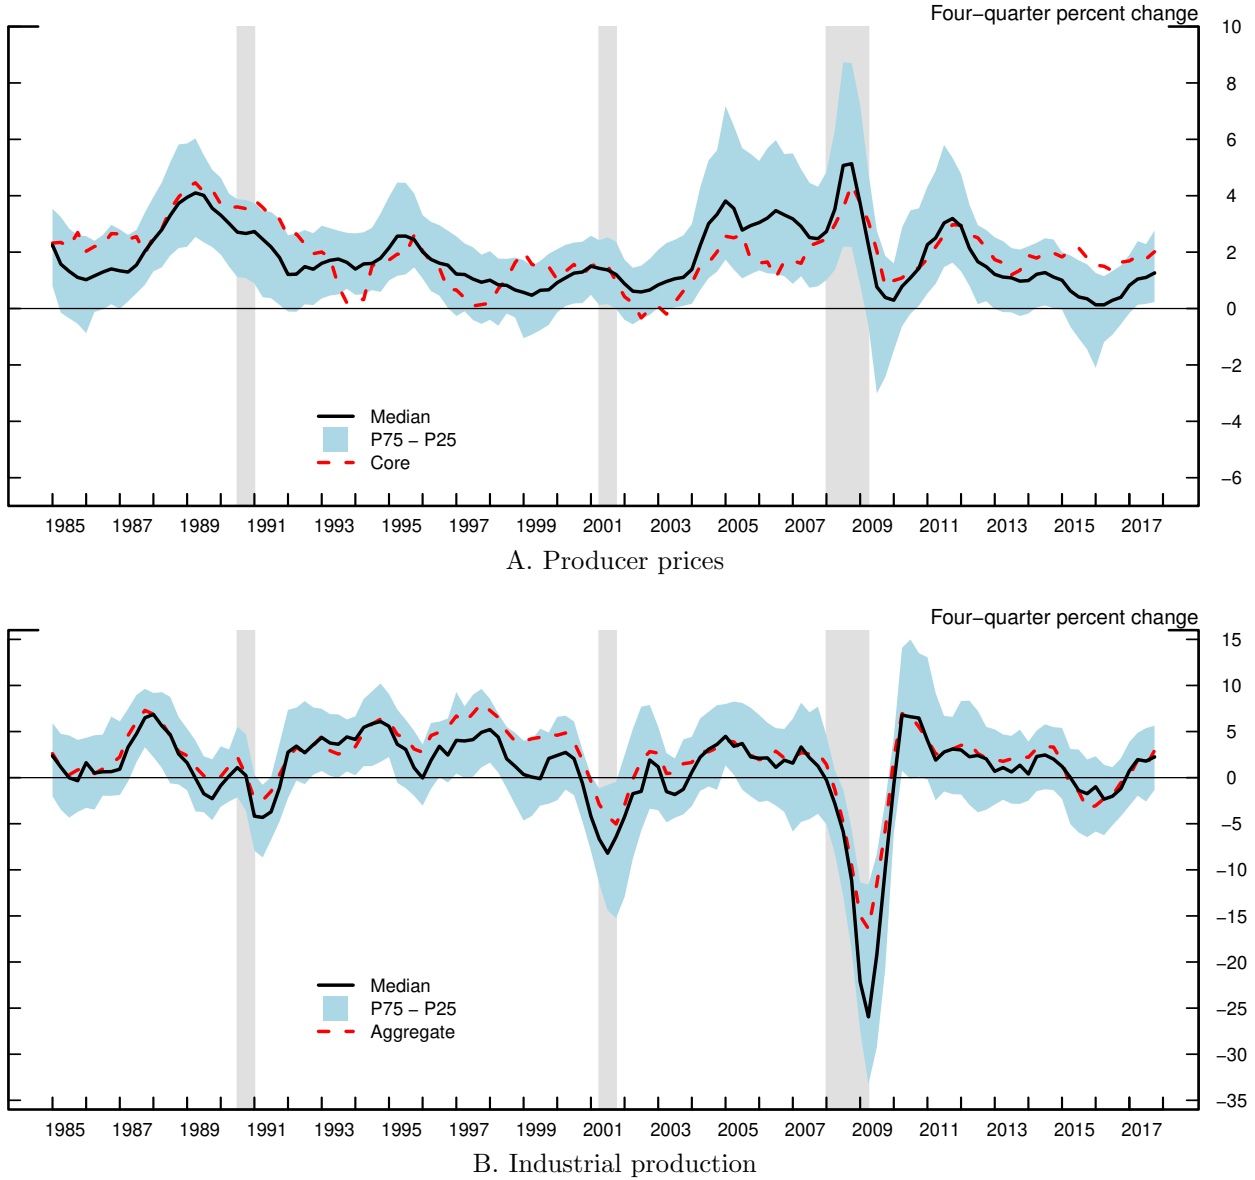 Four−quarter percent change
10
8
6
4
2
0
−2
−4
−6
Median
P75 − P25
Core
1985 1987 1989 1991 1993 1995 1997 1999 2001 2003 2005 2007 2009 2011 2013 2015 2017
A. Producer prices
Four−quarter percent change
15
10
5
0
−5
−10
−15
−20
−25
−30
−35
Median
P75 − P25
Aggregate
1985 1987 1989 1991 1993 1995 1997 1999 2001 2003 2005 2007 2009 2011 2013 2015 2017
B. Industrial production